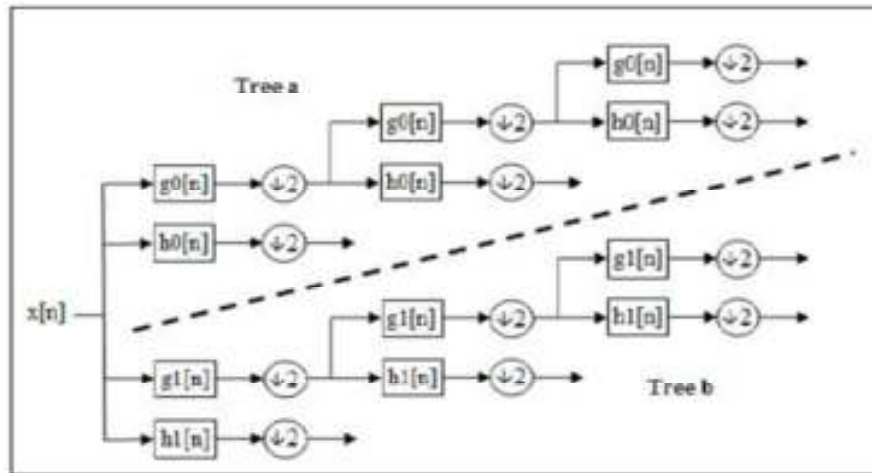 g0[n] ↓2
Tree a
g0[n] ↓2 h0[n] ↓2
g0[n] ↓2 h0[n] ↓2
h0[n] ↓2
g1[n] ↓2
x[n] g1[n] ↓2 h1[n] ↓2
g1[n] ↓2 h1[n] ↓2
Tree b
h1[n] ↓2